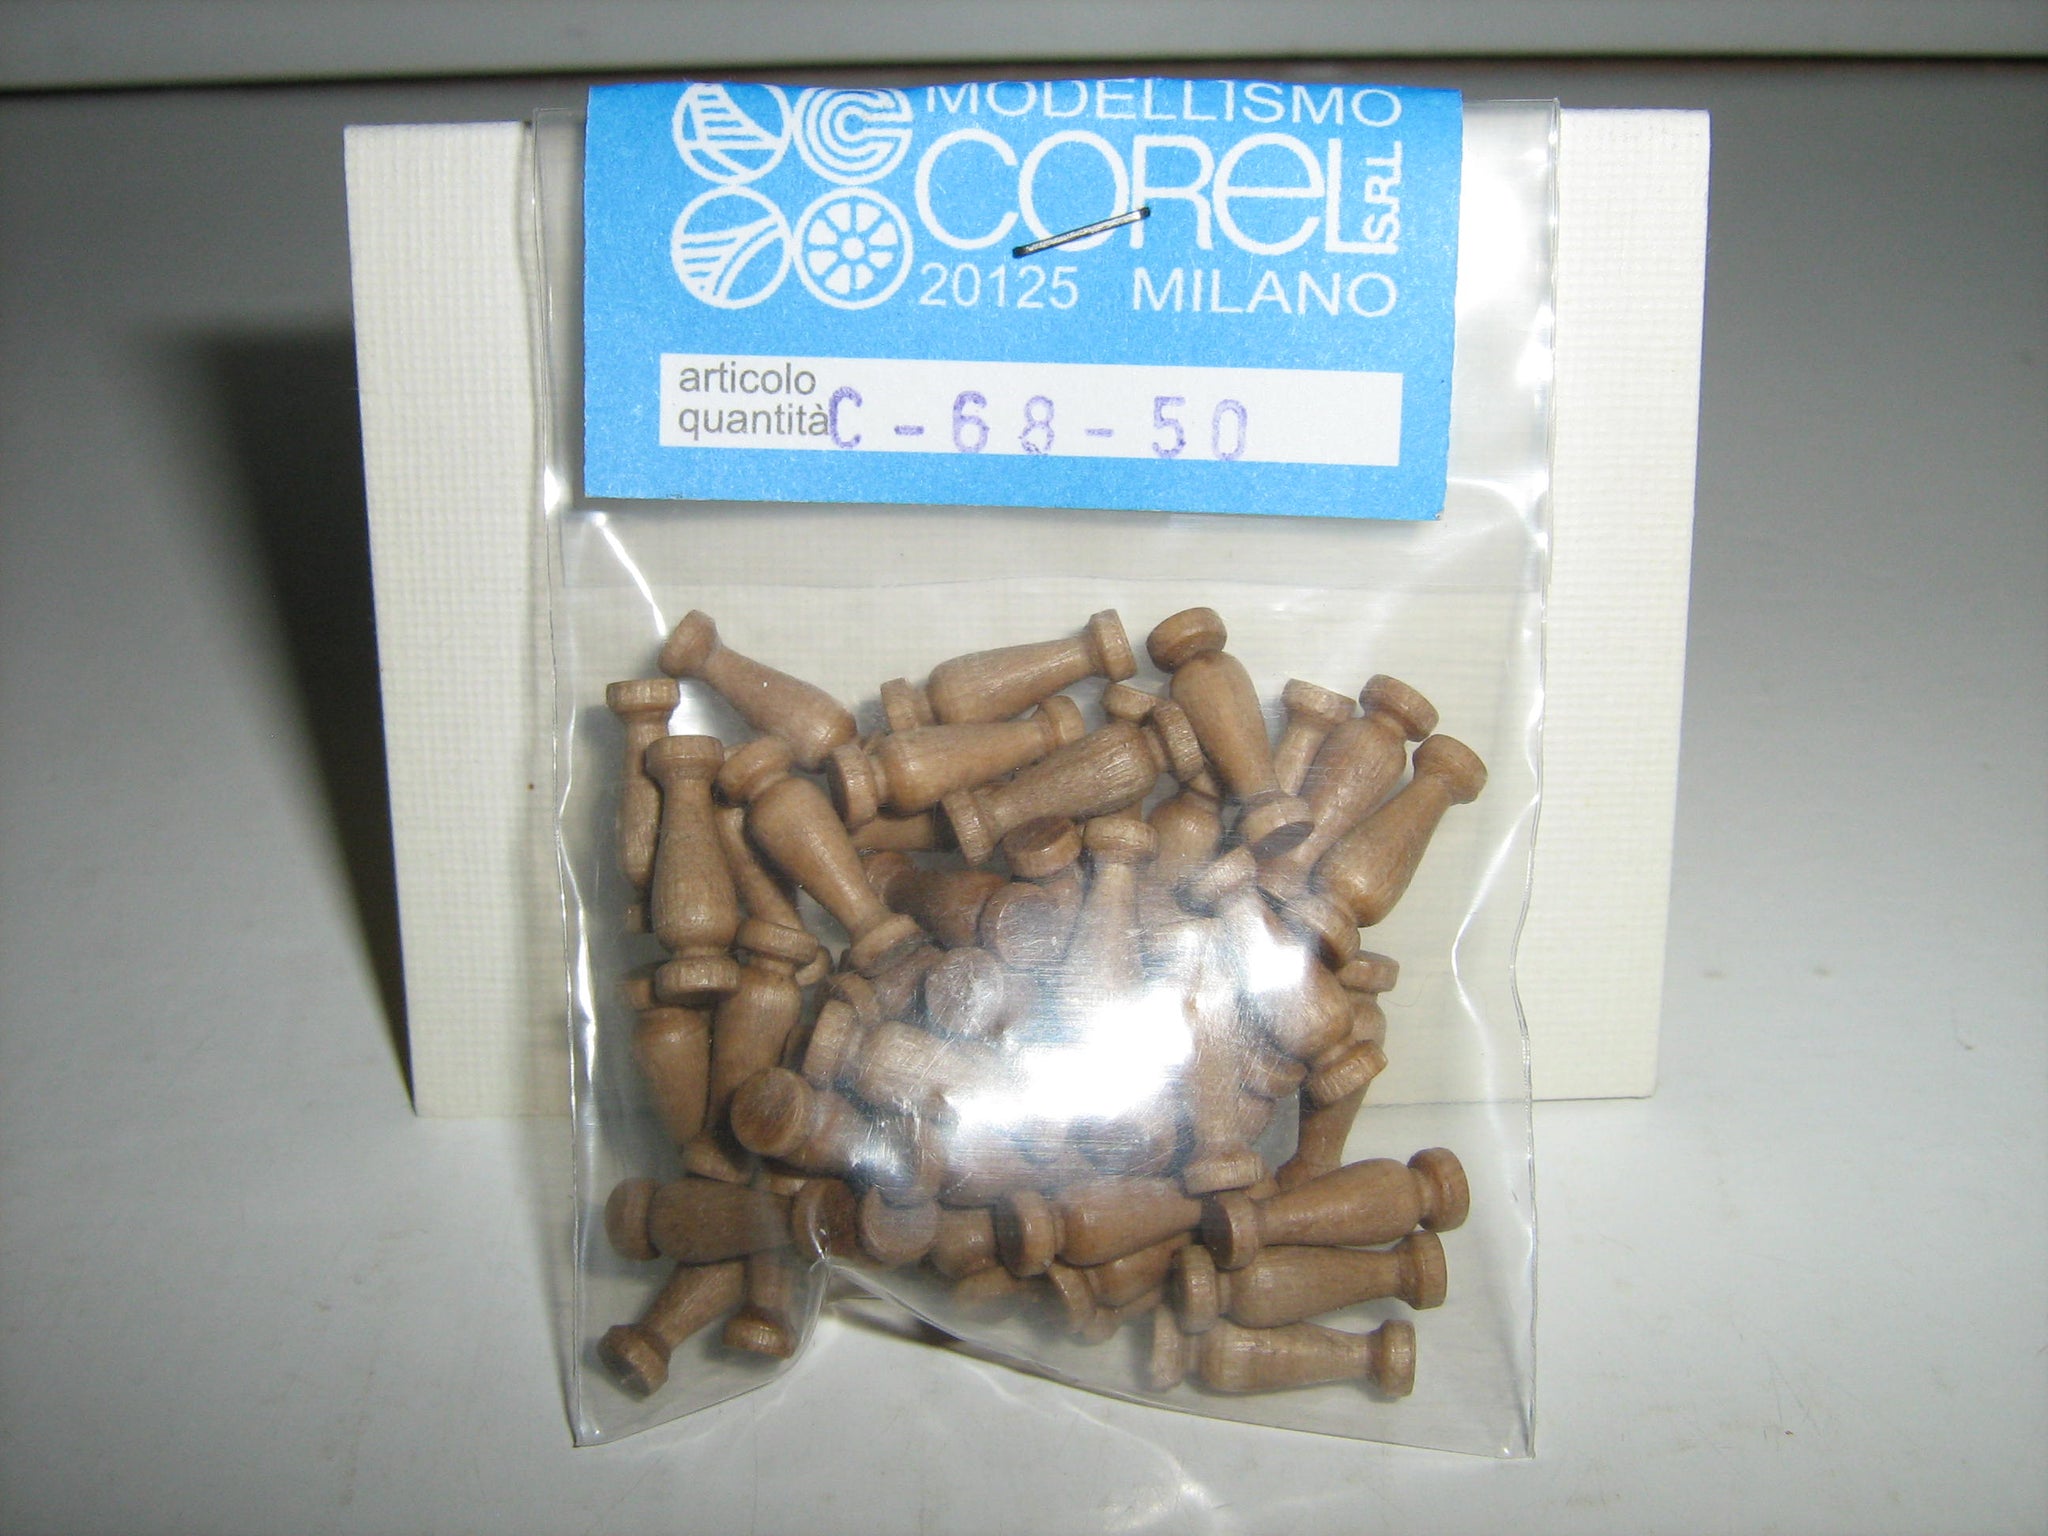 MODELLISMO
COREL S.R.L.
20125 MILANO
articolo
quantità C-68-50